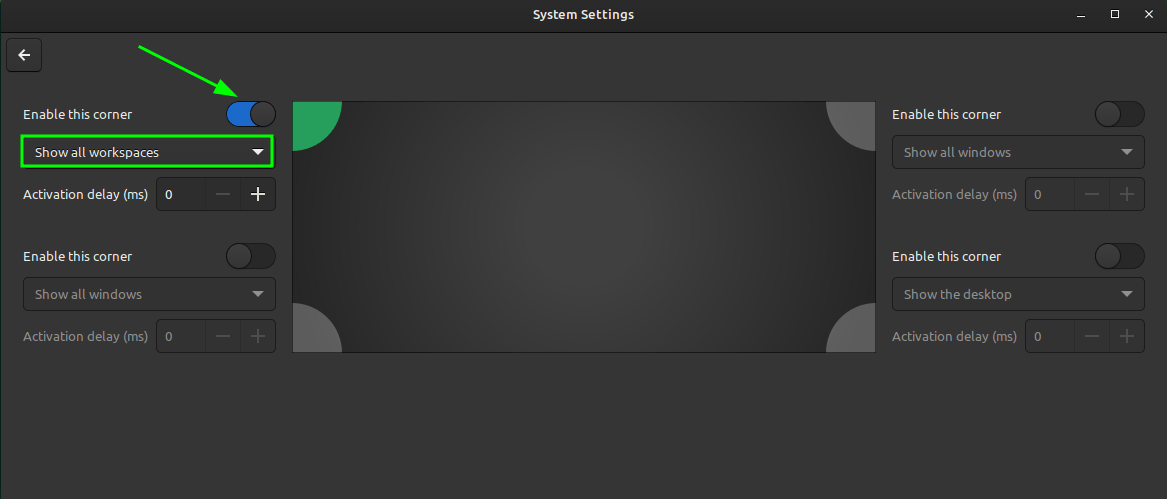 System Settings
Enable this corner
Show all workspaces
Activation delay (ms) 0
Enable this corner
Show all windows
Activation delay (ms) 0
Enable this corner
Show all windows
Activation delay (ms) 0
Enable this corner
Show the desktop
Activation delay (ms) 0